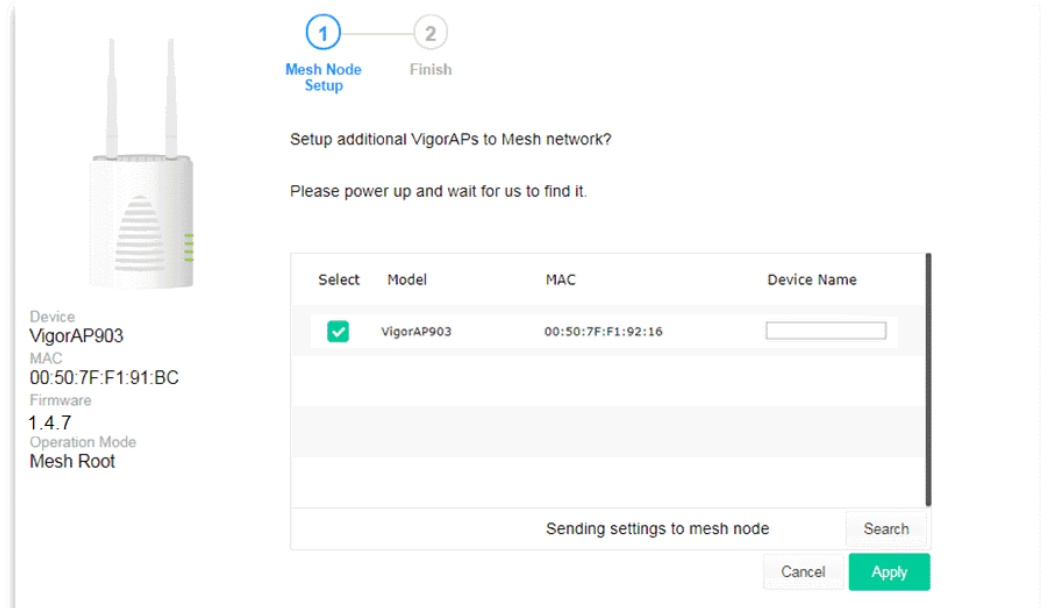 1
2
Mesh Node
Setup
Finish
Setup additional VigorAPs to Mesh network?
Please power up and wait for us to find it.
Select Model MAC Device Name
VigorAP903 00:50:7F:F1:92:16
Device
VigorAP903
MAC
00:50:7F:F1:91:BC
Firmware
1.4.7
Operation Mode
Mesh Root
Sending settings to mesh node Search
Cancel Apply